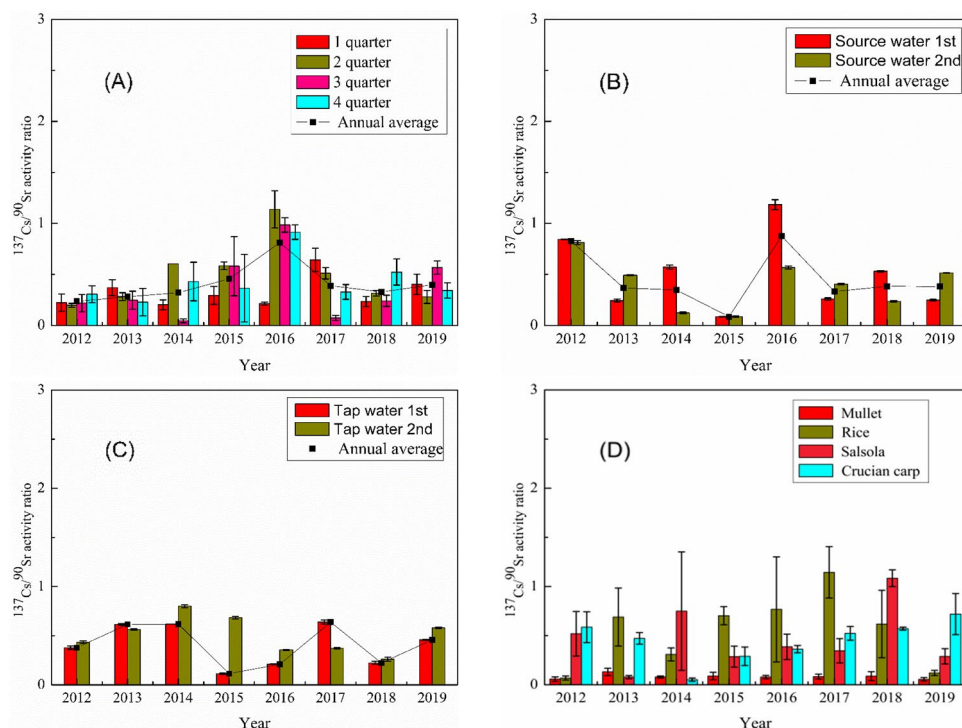 (A)
1 quarter
2 quarter
3 quarter
4 quarter
Annual average
137Cs/90Sr activity ratio
3
2
1
0
2012 2013 2014 2015 2016 2017 2018 2019
Year
(B)
Source water 1st
Source water 2nd
Annual average
137Cs/90Sr activity ratio
3
2
1
0
2012 2013 2014 2015 2016 2017 2018 2019
Year
(C)
Tap water 1st
Tap water 2nd
Annual average
137Cs/90Sr activity ratio
3
2
1
0
2012 2013 2014 2015 2016 2017 2018 2019
Year
(D)
Mullet
Rice
Salsola
Crucian carp
137Cs/90Sr activity ratio
3
2
1
0
2012 2013 2014 2015 2016 2017 2018 2019
Year